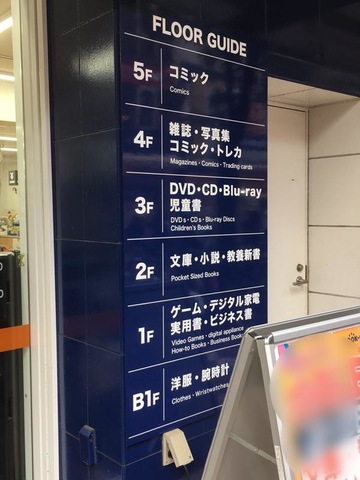 FLOOR GUIDE
5F
コミック
Comics
4F
雑誌・写真集
コミック・トレカ
Magazines・Comics・Trading cards
3F
DVD・CD・Blu-ray
児童書
DVDs・CDs・Blu-ray Discs
Children's Books
2F
文庫・小説・教養新書
Pocket Sized Books
1F
ゲーム・デジタル家電
実用書・ビジネス書
Video Games・digital appliance
How-to Books・Business Book
B1F
洋服・腕時計
Clothes・Wristwatches